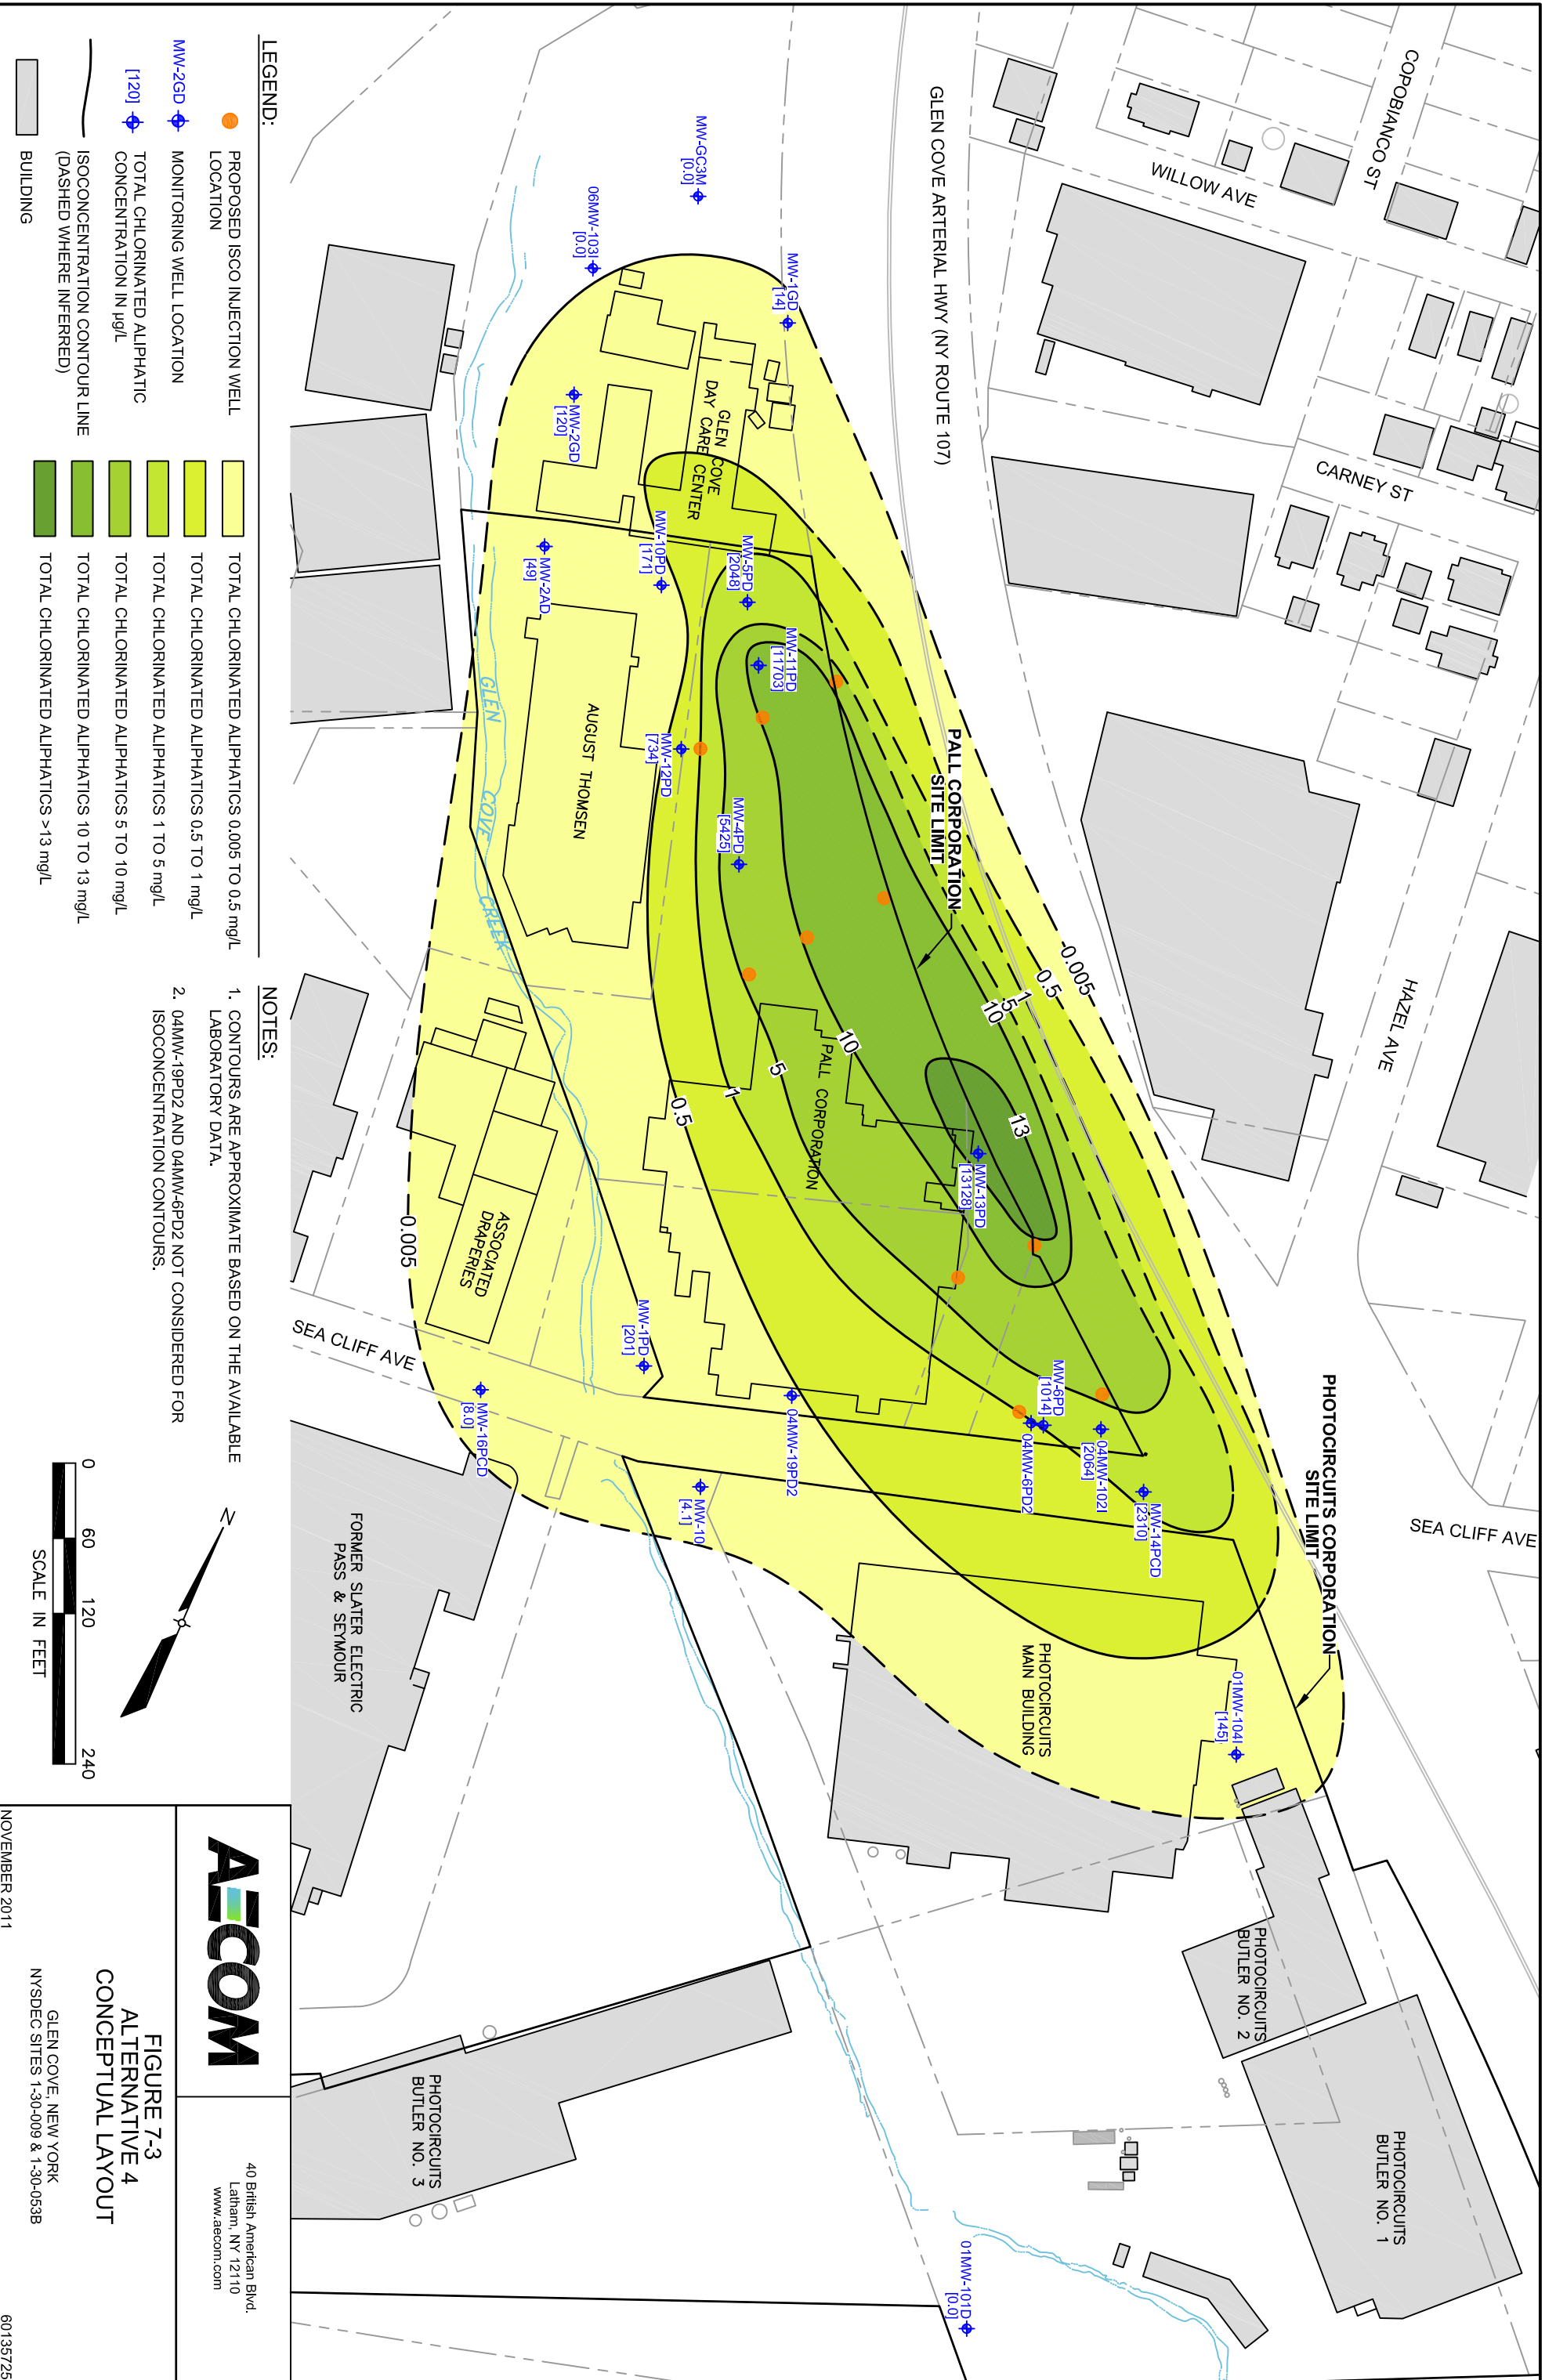 COPOBIANCO ST
WILLOW AVE
CARNEY ST
HAZEL AVE
SEA CLIFF AVE
GLEN COVE ARTERIAL HWY (NY ROUTE 107)
PALL CORPORATION
SITE LIMIT
PHOTOCIRCUITS CORPORATION
SITE LIMIT
MW-GC3M
[0.0]
06MW-103I
[0.0]
MW-1GD
[14]
MW-2GD
[120]
GLEN COVE
DAY CARE CENTER
MW-10PD
[171]
MW-5PD
[2048]
MW-2AD
[49]
MW-11PD
[11703]
MW-12PD
[734]
MW-4PD
[5425]
AUGUST THOMSEN
GLEN COVE CREEK
0.005
0.5
1
5
10
13
10
5
1
0.5
0.005
PALL CORPORATION
MW-13PD
[13128]
ASSOCIATED
DRAPERIES
MW-1PD
[201]
MW-6PD
[1014]
04MW-6PD2
04MW-102I
[2064]
MW-14PCD
[2310]
04MW-19PD2
MW-16PCD
[8.0]
MW-10
[4.1]
SEA CLIFF AVE
FORMER SLATER ELECTRIC
PASS & SEYMOUR
PHOTOCIRCUITS
MAIN BUILDING
01MW-104I
[145]
PHOTOCIRCUITS
BUTLER NO. 2
PHOTOCIRCUITS
BUTLER NO. 1
PHOTOCIRCUITS
BUTLER NO. 3
01MW-101D
[0.0]
LEGEND:
PROPOSED ISCO INJECTION WELL
LOCATION
MW-2GD
MONITORING WELL LOCATION
[120]
TOTAL CHLORINATED ALIPHATIC
CONCENTRATION IN µg/L
ISOCONCENTRATION CONTOUR LINE
(DASHED WHERE INFERRED)
BUILDING
TOTAL CHLORINATED ALIPHATICS 0.005 TO 0.5 mg/L
TOTAL CHLORINATED ALIPHATICS 0.5 TO 1 mg/L
TOTAL CHLORINATED ALIPHATICS 1 TO 5 mg/L
TOTAL CHLORINATED ALIPHATICS 5 TO 10 mg/L
TOTAL CHLORINATED ALIPHATICS 10 TO 13 mg/L
TOTAL CHLORINATED ALIPHATICS >13 mg/L
NOTES:
1. CONTOURS ARE APPROXIMATE BASED ON THE AVAILABLE
LABORATORY DATA.
2. 04MW-19PD2 AND 04MW-6PD2 NOT CONSIDERED FOR
ISOCONCENTRATION CONTOURS.
N
0 60 120 240
SCALE IN FEET
AECOM
40 British American Blvd.
Latham, NY 12110
www.aecom.com
FIGURE 7-3
ALTERNATIVE 4
CONCEPTUAL LAYOUT
GLEN COVE, NEW YORK
NYSDEC SITES 1-30-009 & 1-30-053B
NOVEMBER 2011
60135725